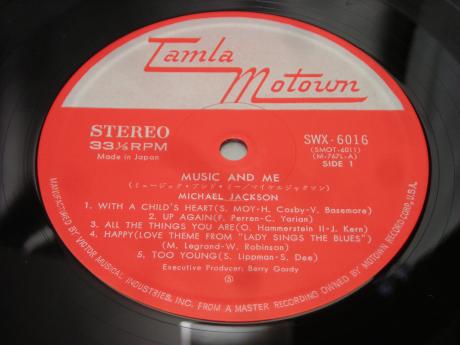 Tamla
Motown
STEREO
33⅓RPM
Made in Japan
SWX-6016
(SMOT-6011)
(M-767L-A)
SIDE 1
MUSIC AND ME
(ミュージック・アンド・ミー/マイケルジャクソン)
MICHAEL JACKSON
1. WITH A CHILD'S HEART(S. MOY-H. Cosby-V. Basemore)
2. UP AGAIN(F. Perren-C. Yarian)
3. ALL THE THINGS YOU ARE(O. Hammerstein II-J. Kern)
4. HAPPY(LOVE THEME FROM "LADY SINGS THE BLUES")
(M. Legrand-W. Robinson)
5. TOO YOUNG(S. Lippman-S. Dee)
Executive Producer: Berry Gordy
Ⓢ
MANUFACTURED BY VICTOR MUSICAL INDUSTRIES, INC. FROM A MASTER RECORDING OWNED BY MOTOWN RECORD CORP. U.S.A.